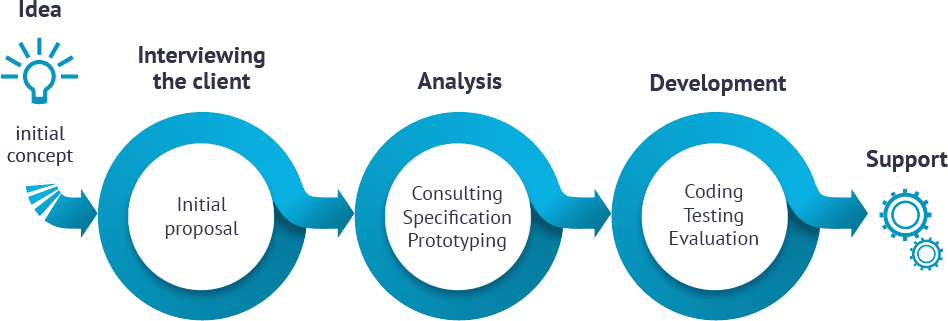 Idea
initial
concept
Interviewing
the client
Initial
proposal
Analysis
Consulting
Specification
Prototyping
Development
Coding
Testing
Evaluation
Support